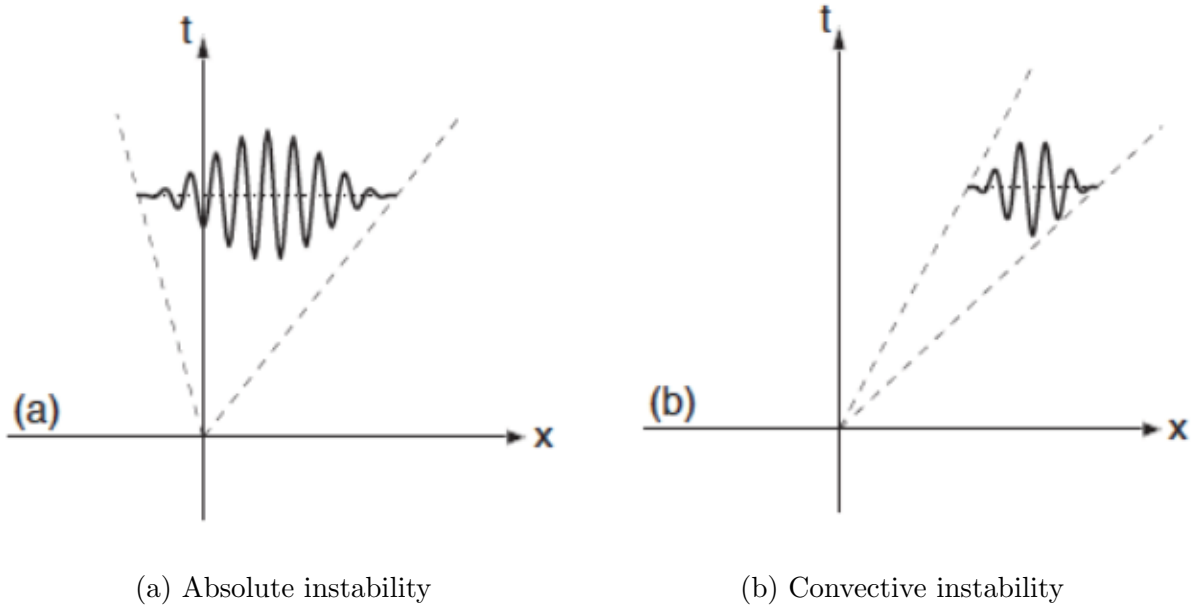 t
t
(a)
x
(b)
x
(a) Absolute instability
(b) Convective instability